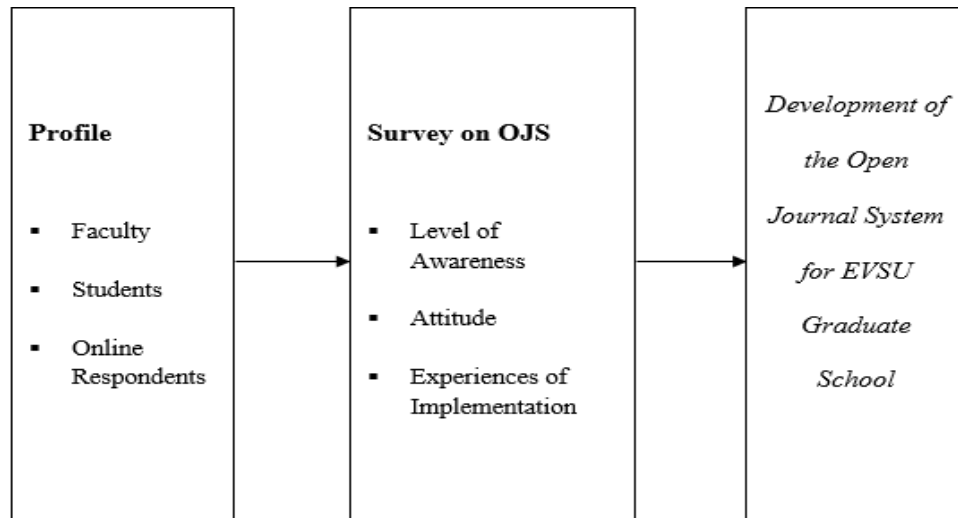 Profile
▪ Faculty
▪ Students
▪ Online
Respondents
Survey on OJS
▪ Level of
Awareness
▪ Attitude
▪ Experiences of
Implementation
Development of
the Open
Journal System
for EVSU
Graduate
School